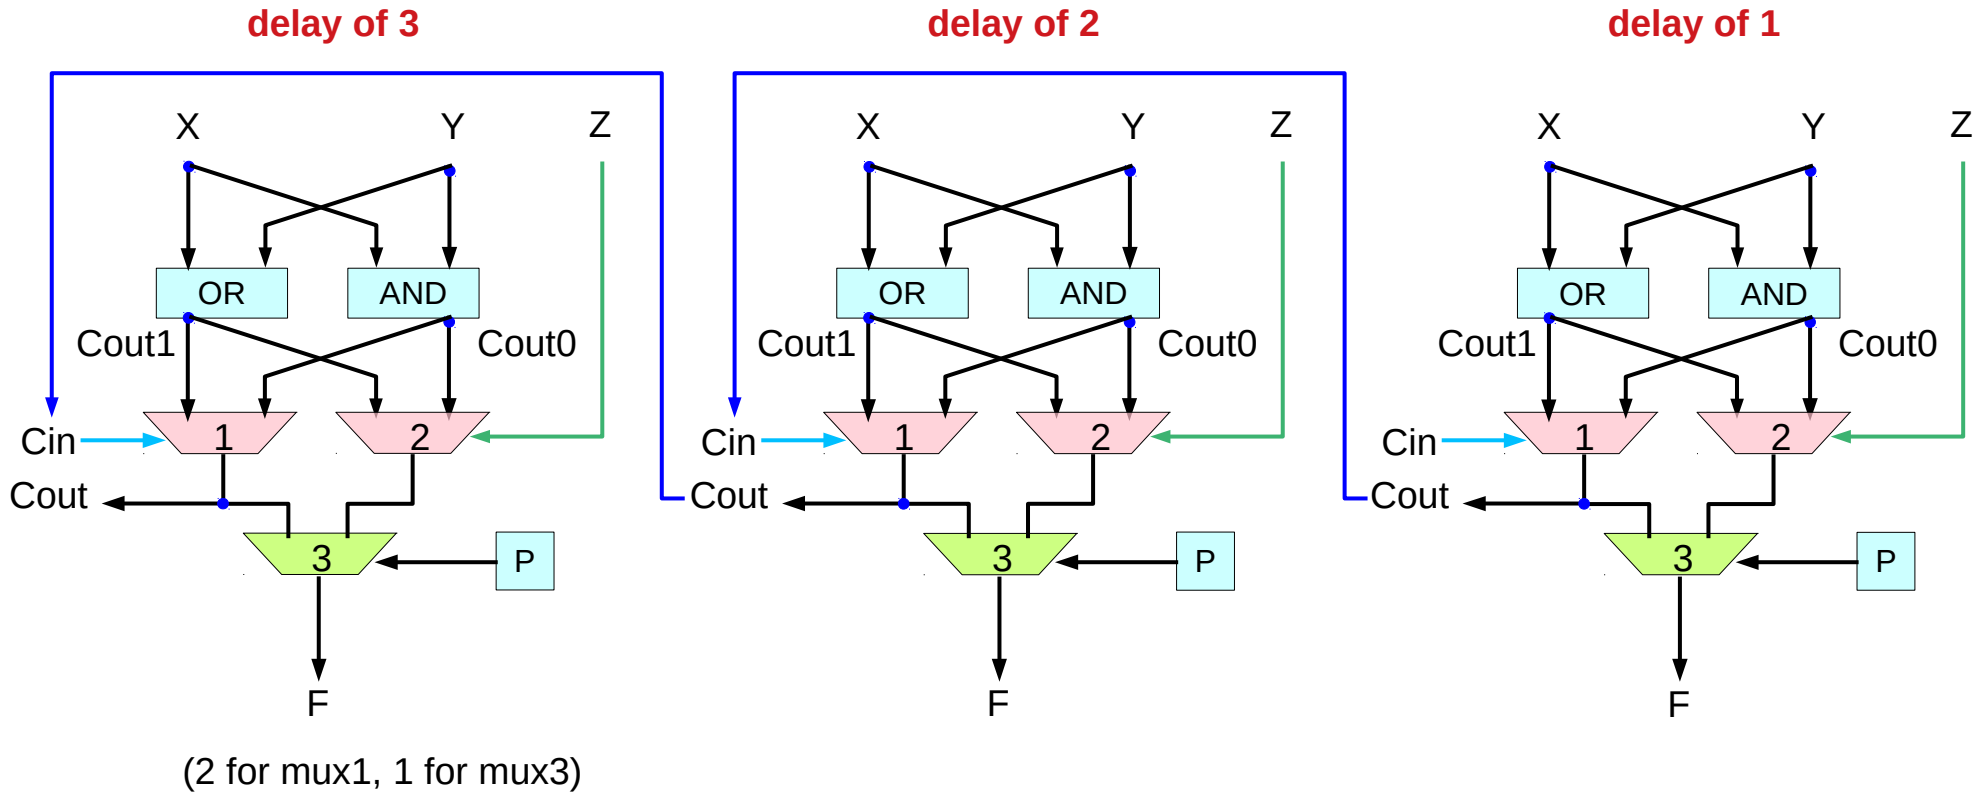 delay of 3 delay of 2 delay of 1
X Y Z X Y Z X Y Z
OR AND OR AND OR AND
Cout1 Cout0 Cout1 Cout0 Cout1 Cout0
Cin 1 2 Cin 1 2 Cin 1 2
Cout Cout Cout
3 P 3 P 3 P
F F F
(2 for mux1, 1 for mux3)